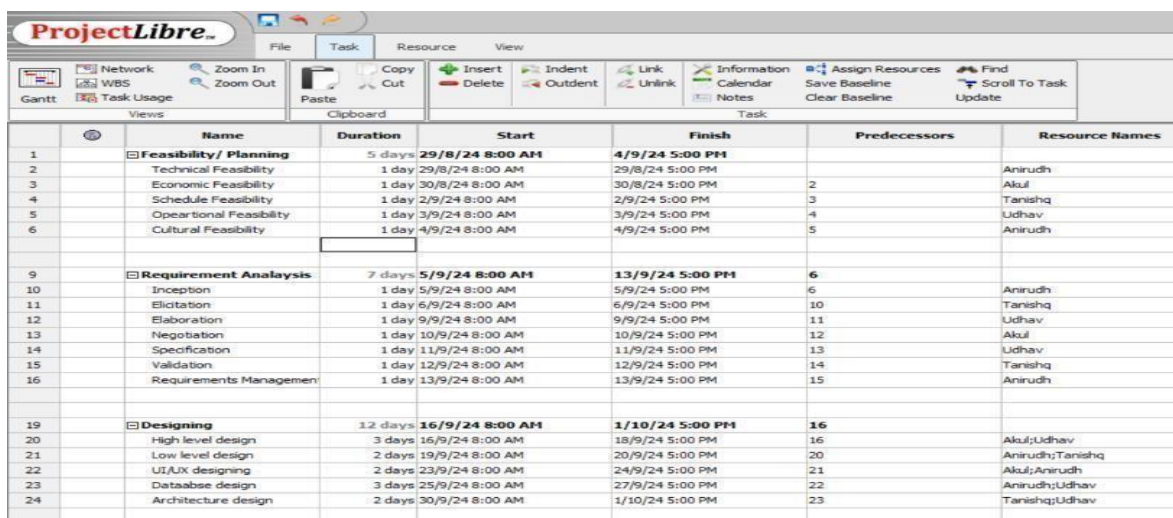 ProjectLibre™
File Task Resource View
Network Zoom In Copy Insert Indent Link Information Assign Resources Find
WBS Zoom Out Cut Delete Outdent Unlink Calendar Save Baseline Scroll To Task
Gantt Task Usage Paste Notes Clear Baseline Update
Views Clipboard Task
Name Duration Start Finish Predecessors Resource Names
1 Feasibility/ Planning 5 days 29/8/24 8:00 AM 4/9/24 5:00 PM
2 Technical Feasibility 1 day 29/8/24 8:00 AM 29/8/24 5:00 PM Anirudh
3 Economic Feasibility 1 day 30/8/24 8:00 AM 30/8/24 5:00 PM 2 Akul
4 Schedule Feasibility 1 day 2/9/24 8:00 AM 2/9/24 5:00 PM 3 Tanishq
5 Opeartional Feasibility 1 day 3/9/24 8:00 AM 3/9/24 5:00 PM 4 Udhav
6 Cultural Feasibility 1 day 4/9/24 8:00 AM 4/9/24 5:00 PM 5 Anirudh
9 Requirement Analaysis 7 days 5/9/24 8:00 AM 13/9/24 5:00 PM 6
10 Inception 1 day 5/9/24 8:00 AM 5/9/24 5:00 PM 6 Anirudh
11 Elicitation 1 day 6/9/24 8:00 AM 6/9/24 5:00 PM 10 Tanishq
12 Elaboration 1 day 9/9/24 8:00 AM 9/9/24 5:00 PM 11 Udhav
13 Negotiation 1 day 10/9/24 8:00 AM 10/9/24 5:00 PM 12 Akul
14 Specification 1 day 11/9/24 8:00 AM 11/9/24 5:00 PM 13 Udhav
15 Validation 1 day 12/9/24 8:00 AM 12/9/24 5:00 PM 14 Tanishq
16 Requirements Managemen 1 day 13/9/24 8:00 AM 13/9/24 5:00 PM 15 Anirudh
19 Designing 12 days 16/9/24 8:00 AM 1/10/24 5:00 PM 16
20 High level design 3 days 16/9/24 8:00 AM 18/9/24 5:00 PM 16 Akul;Udhav
21 Low level design 2 days 19/9/24 8:00 AM 20/9/24 5:00 PM 20 Anirudh;Tanishq
22 UI/UX designing 2 days 23/9/24 8:00 AM 24/9/24 5:00 PM 21 Akul;Anirudh
23 Dataabse design 3 days 25/9/24 8:00 AM 27/9/24 5:00 PM 22 Anirudh;Udhav
24 Architecture design 2 days 30/9/24 8:00 AM 1/10/24 5:00 PM 23 Tanishq;Udhav